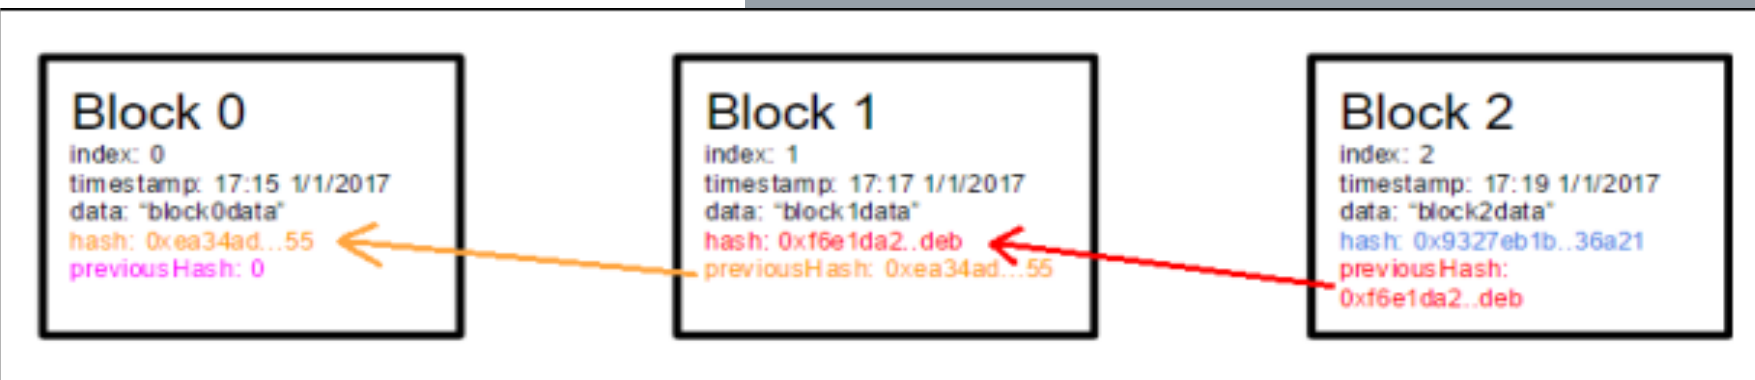 Block 0
index: 0
timestamp: 17:15 1/1/2017
data: “block0data”
hash: 0xea34ad...55
previousHash: 0
Block 1
index: 1
timestamp: 17:17 1/1/2017
data: “block1data”
hash: 0xf6e1da2..deb
previousHash: 0xea34ad...55
Block 2
index: 2
timestamp: 17:19 1/1/2017
data: “block2data”
hash: 0x9327eb1b..36a21
previousHash:
0xf6e1da2..deb